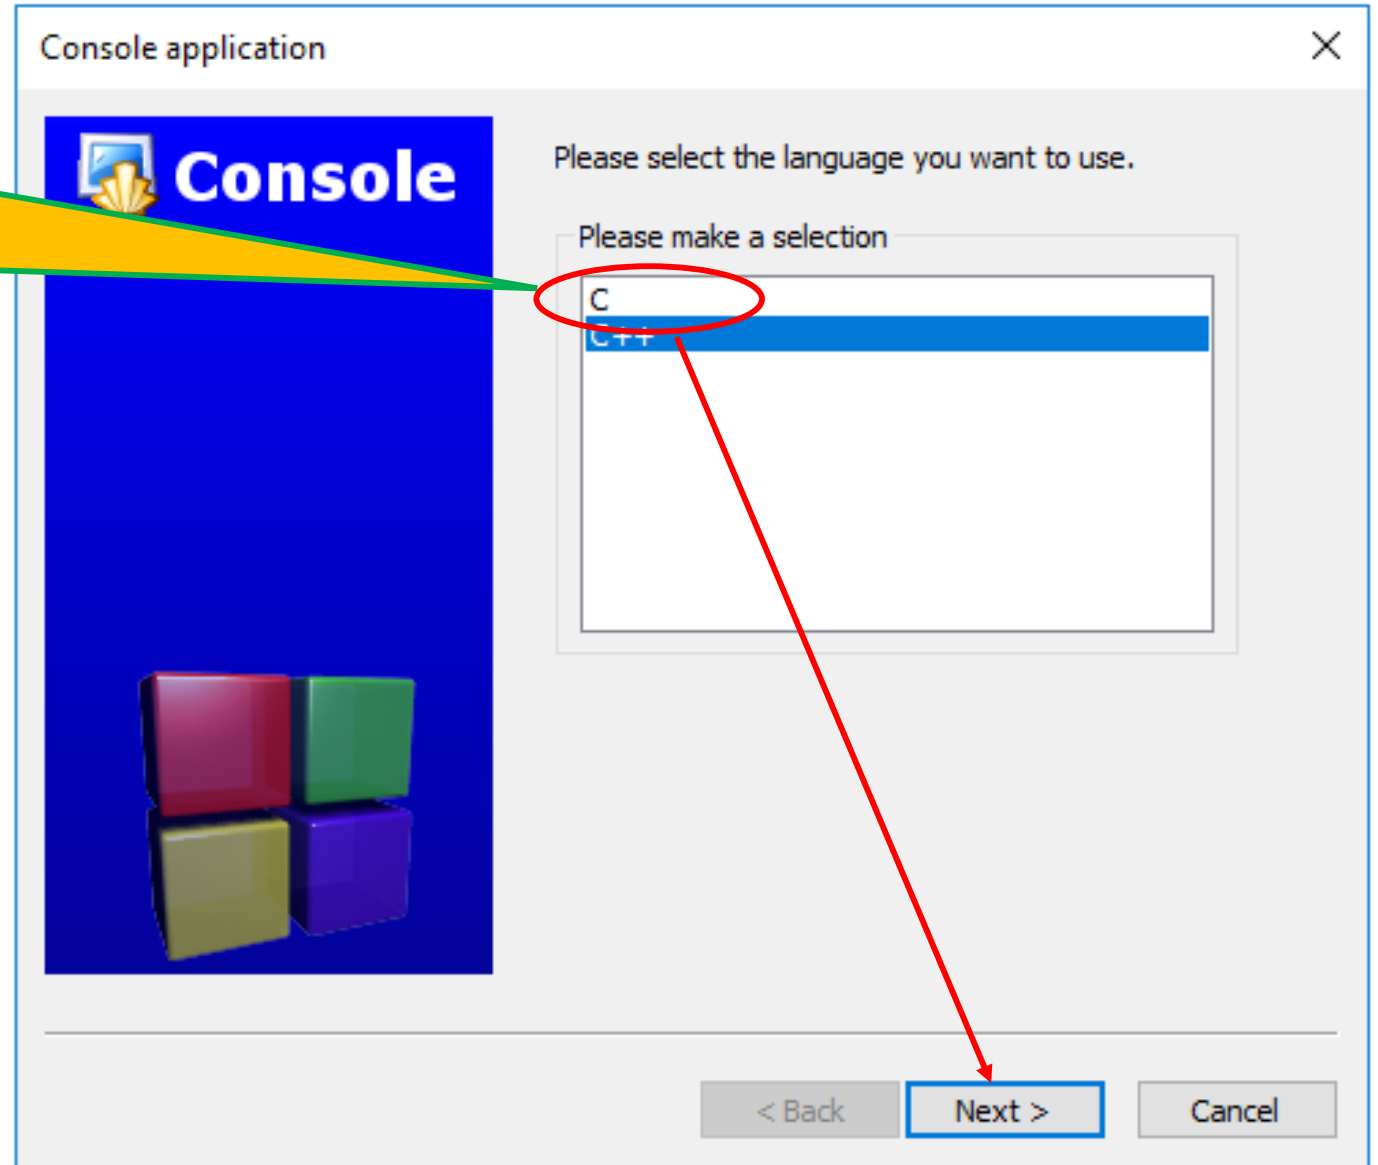 Console application
Console
Please select the language you want to use.
Please make a selection
C
C++
< Back
Next >
Cancel